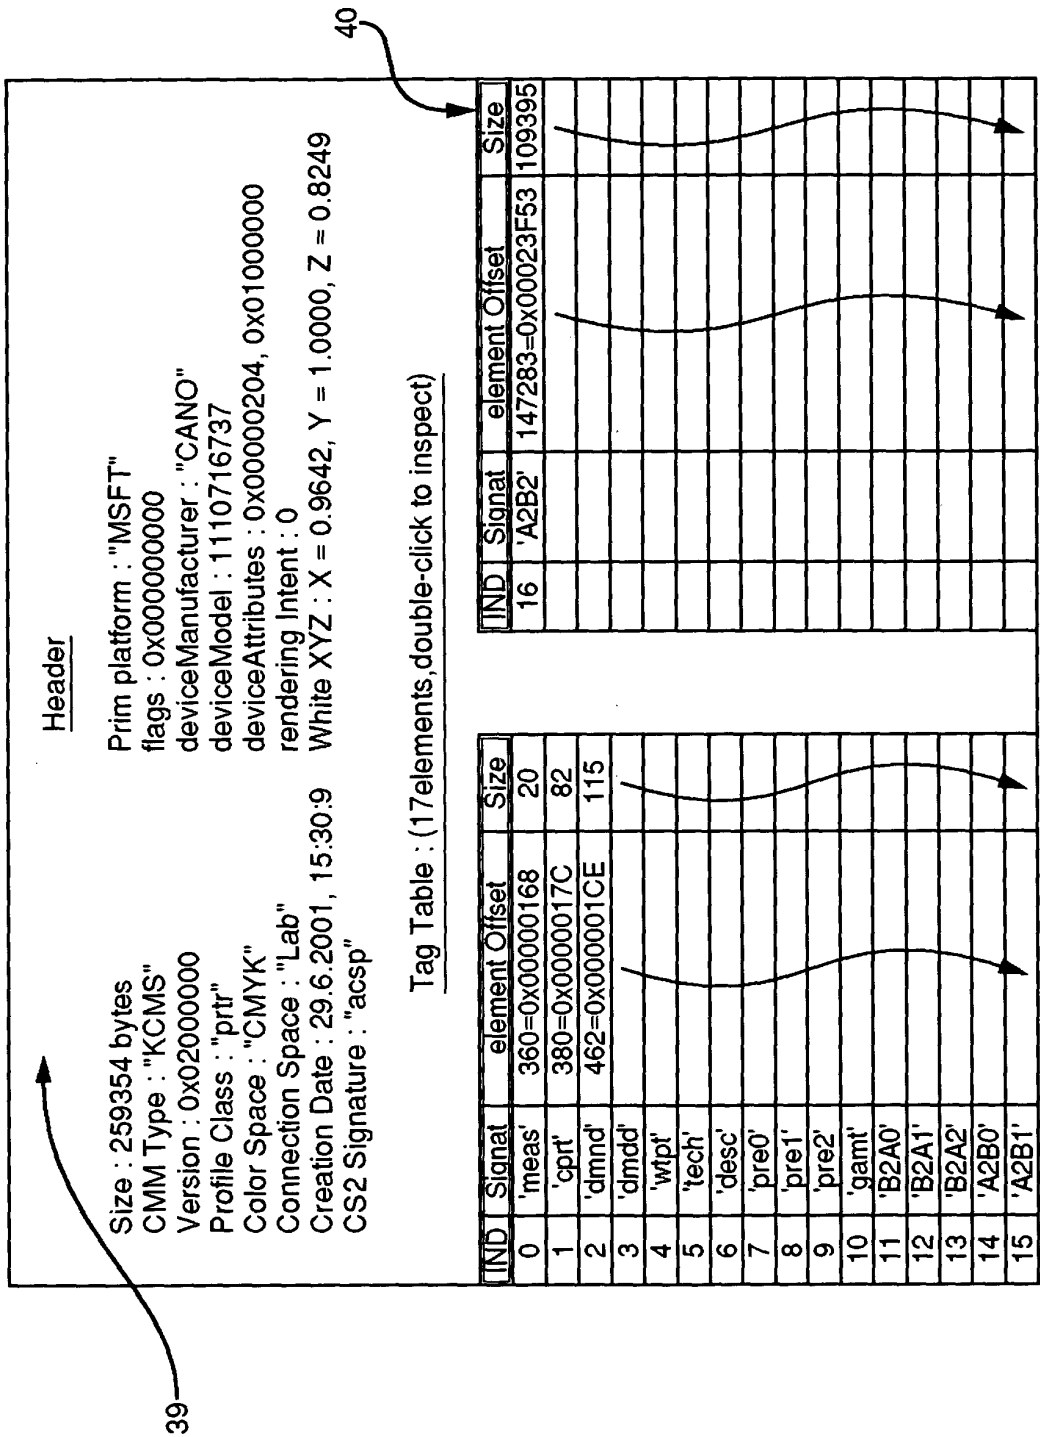 39
40
Header
Size : 259354 bytes
CMM Type : "KCMS"
Version : 0x02000000
Profile Class : "prtr"
Color Space : "CMYK"
Connection Space : "Lab"
Creation Date : 29.6.2001, 15:30:9
CS2 Signature : "acsp"
Prim platform : "MSFT"
flags : 0x00000000
deviceManufacturer : "CANO"
deviceModel : 1110716737
deviceAttributes : 0x00000204, 0x01000000
rendering Intent : 0
White XYZ : X = 0.9642, Y = 1.0000, Z = 0.8249
Tag Table : (17elements,double-click to inspect)
IND Signat element Offset Size
0 'meas' 360=0x00000168 20
1 'cprt' 380=0x0000017C 82
2 'dmnd' 462=0x000001CE 115
3 'dmdd'
4 'wtpt'
5 "tech'
6 'desc'
7 'pre0'
8 'pre1'
9 'pre2'
10 'gamt'
11 'B2A0'
12 'B2A1'
13 'B2A2'
14 'A2B0'
15 'A2B1'
IND Signat element Offset Size
16 'A2B2' 147283=0x00023F53 109395